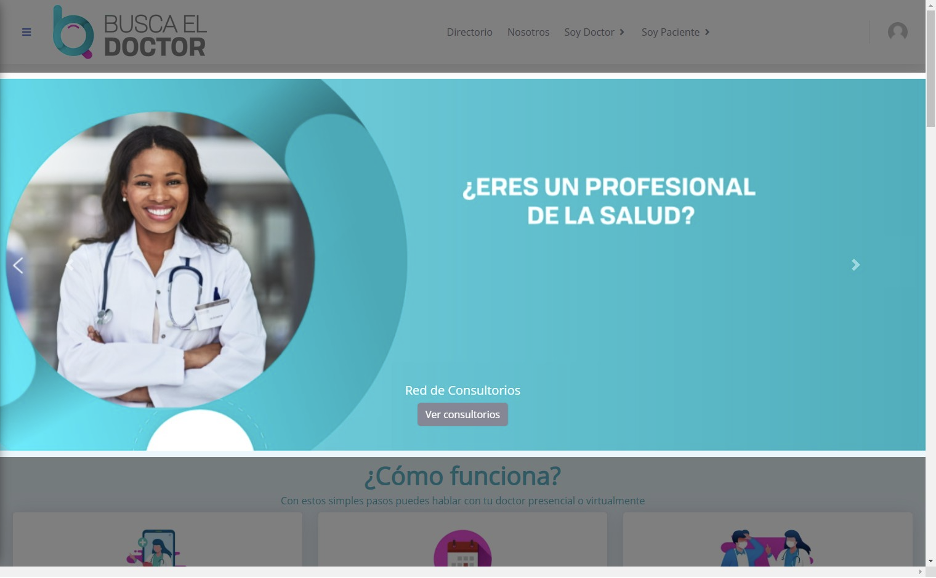 BUSCA EL
DOCTOR
Directorio
Nosotros
Soy Doctor
Soy Paciente
¿ERES UN PROFESIONAL
DE LA SALUD?
Red de Consultorios
Ver consultorios
¿Cómo funciona?
Con estos simples pasos puedes hablar con tu doctor presencial o virtualmente